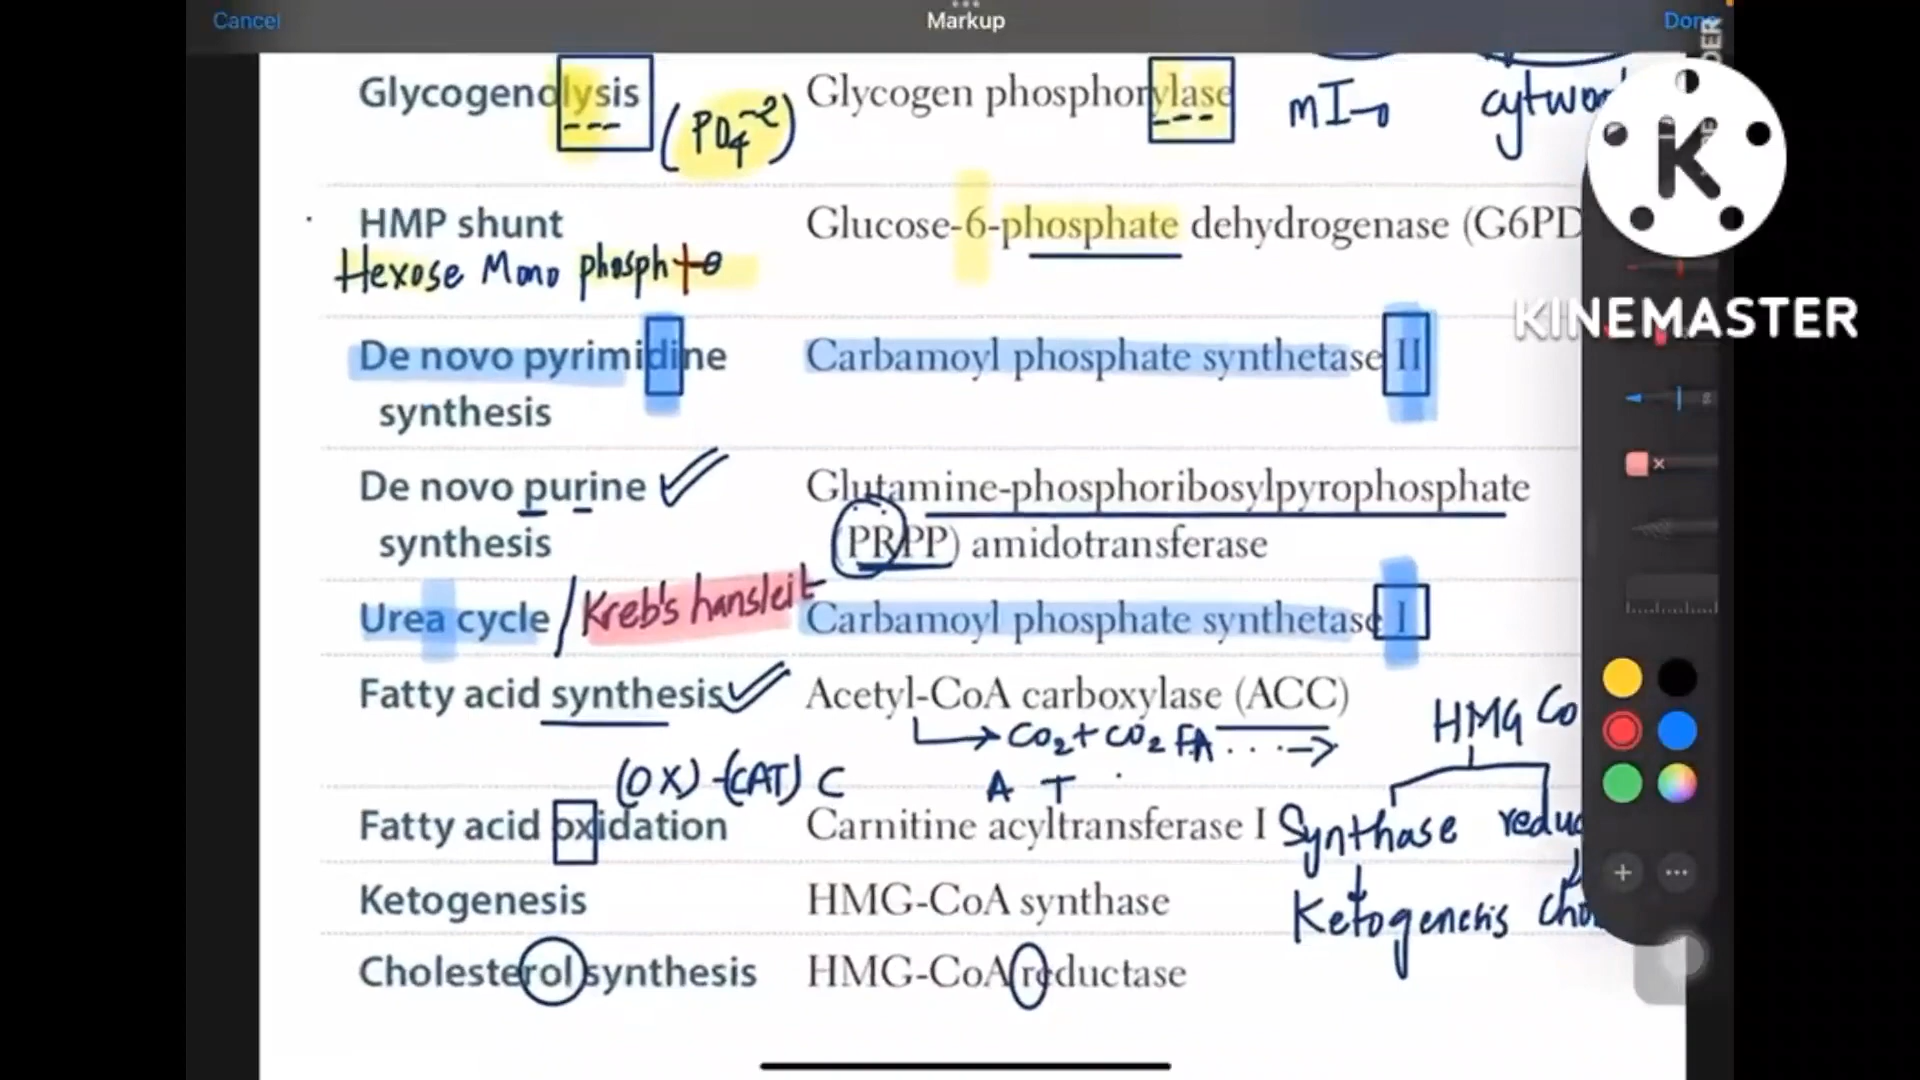 Cancel Markup Done
Glycogenolysis (PO4-2) Glycogen phosphorylase
HMP shunt Glucose-6-phosphate dehydrogenase (G6PD
Hexose Mono
De novo pyrimidine Carbamoyl phosphate synthetase II
synthesis
De novo purine Glutamine-phosphoribosylpyrophosphate
synthesis (PRPP) amidotransferase
Urea cycle / Kreb's hansleit Carbamoyl phosphate synthetase I
Fatty acid synthesis Acetyl-CoA carboxylase (ACC)
CO2 + CO2 FA
HMG Co
(OX) - (CAT) C A T
Fatty acid oxidation Carnitine acyltransferase I
Synthase reduc
Ketogenesis HMG-CoA synthase
Ketogenesis cho
Cholesterol synthesis HMG-CoA reductase
K
KINEMASTER